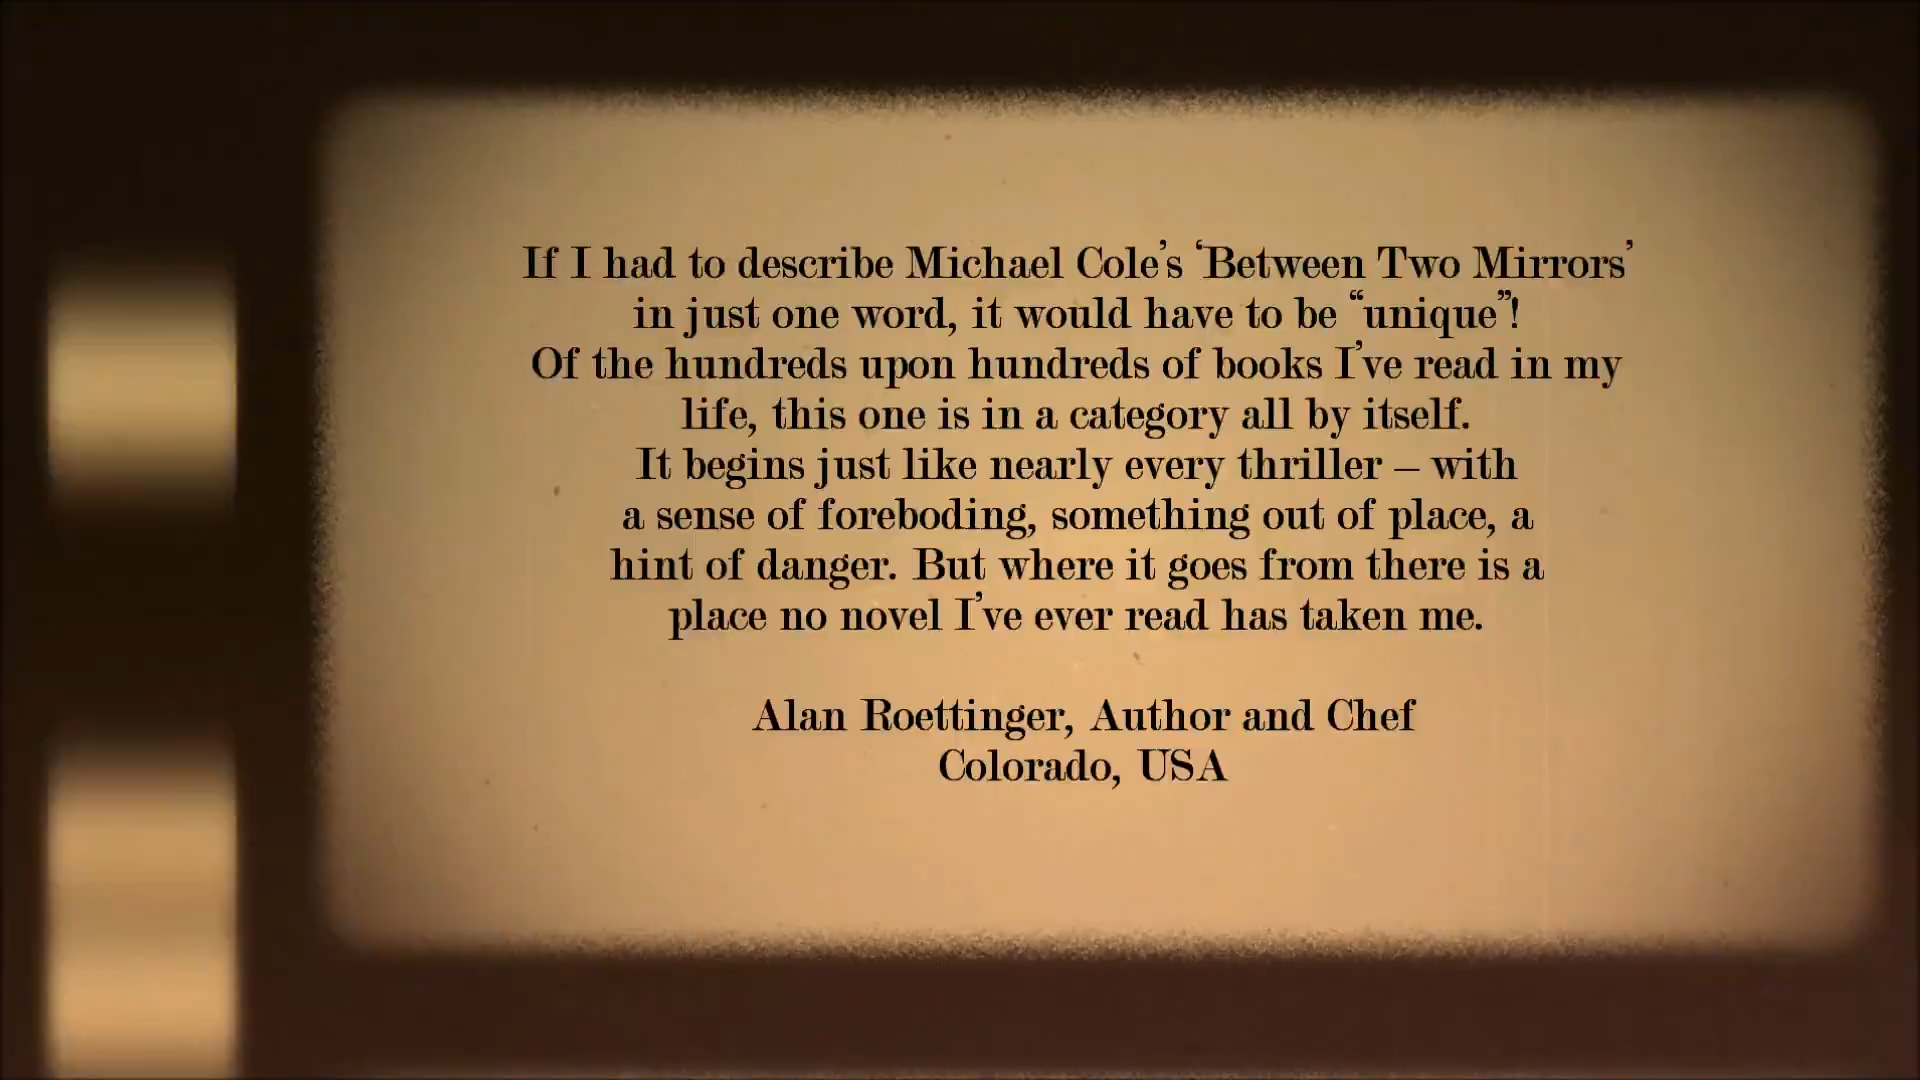 If I had to describe Michael Cole's ‘Between Two Mirrors’
in just one word, it would have to be “unique”!
Of the hundreds upon hundreds of books I've read in my
life, this one is in a category all by itself.
It begins just like nearly every thriller – with
a sense of foreboding, something out of place, a
hint of danger. But where it goes from there is a
place no novel I've ever read has taken me.
Alan Roettinger, Author and Chef
Colorado, USA